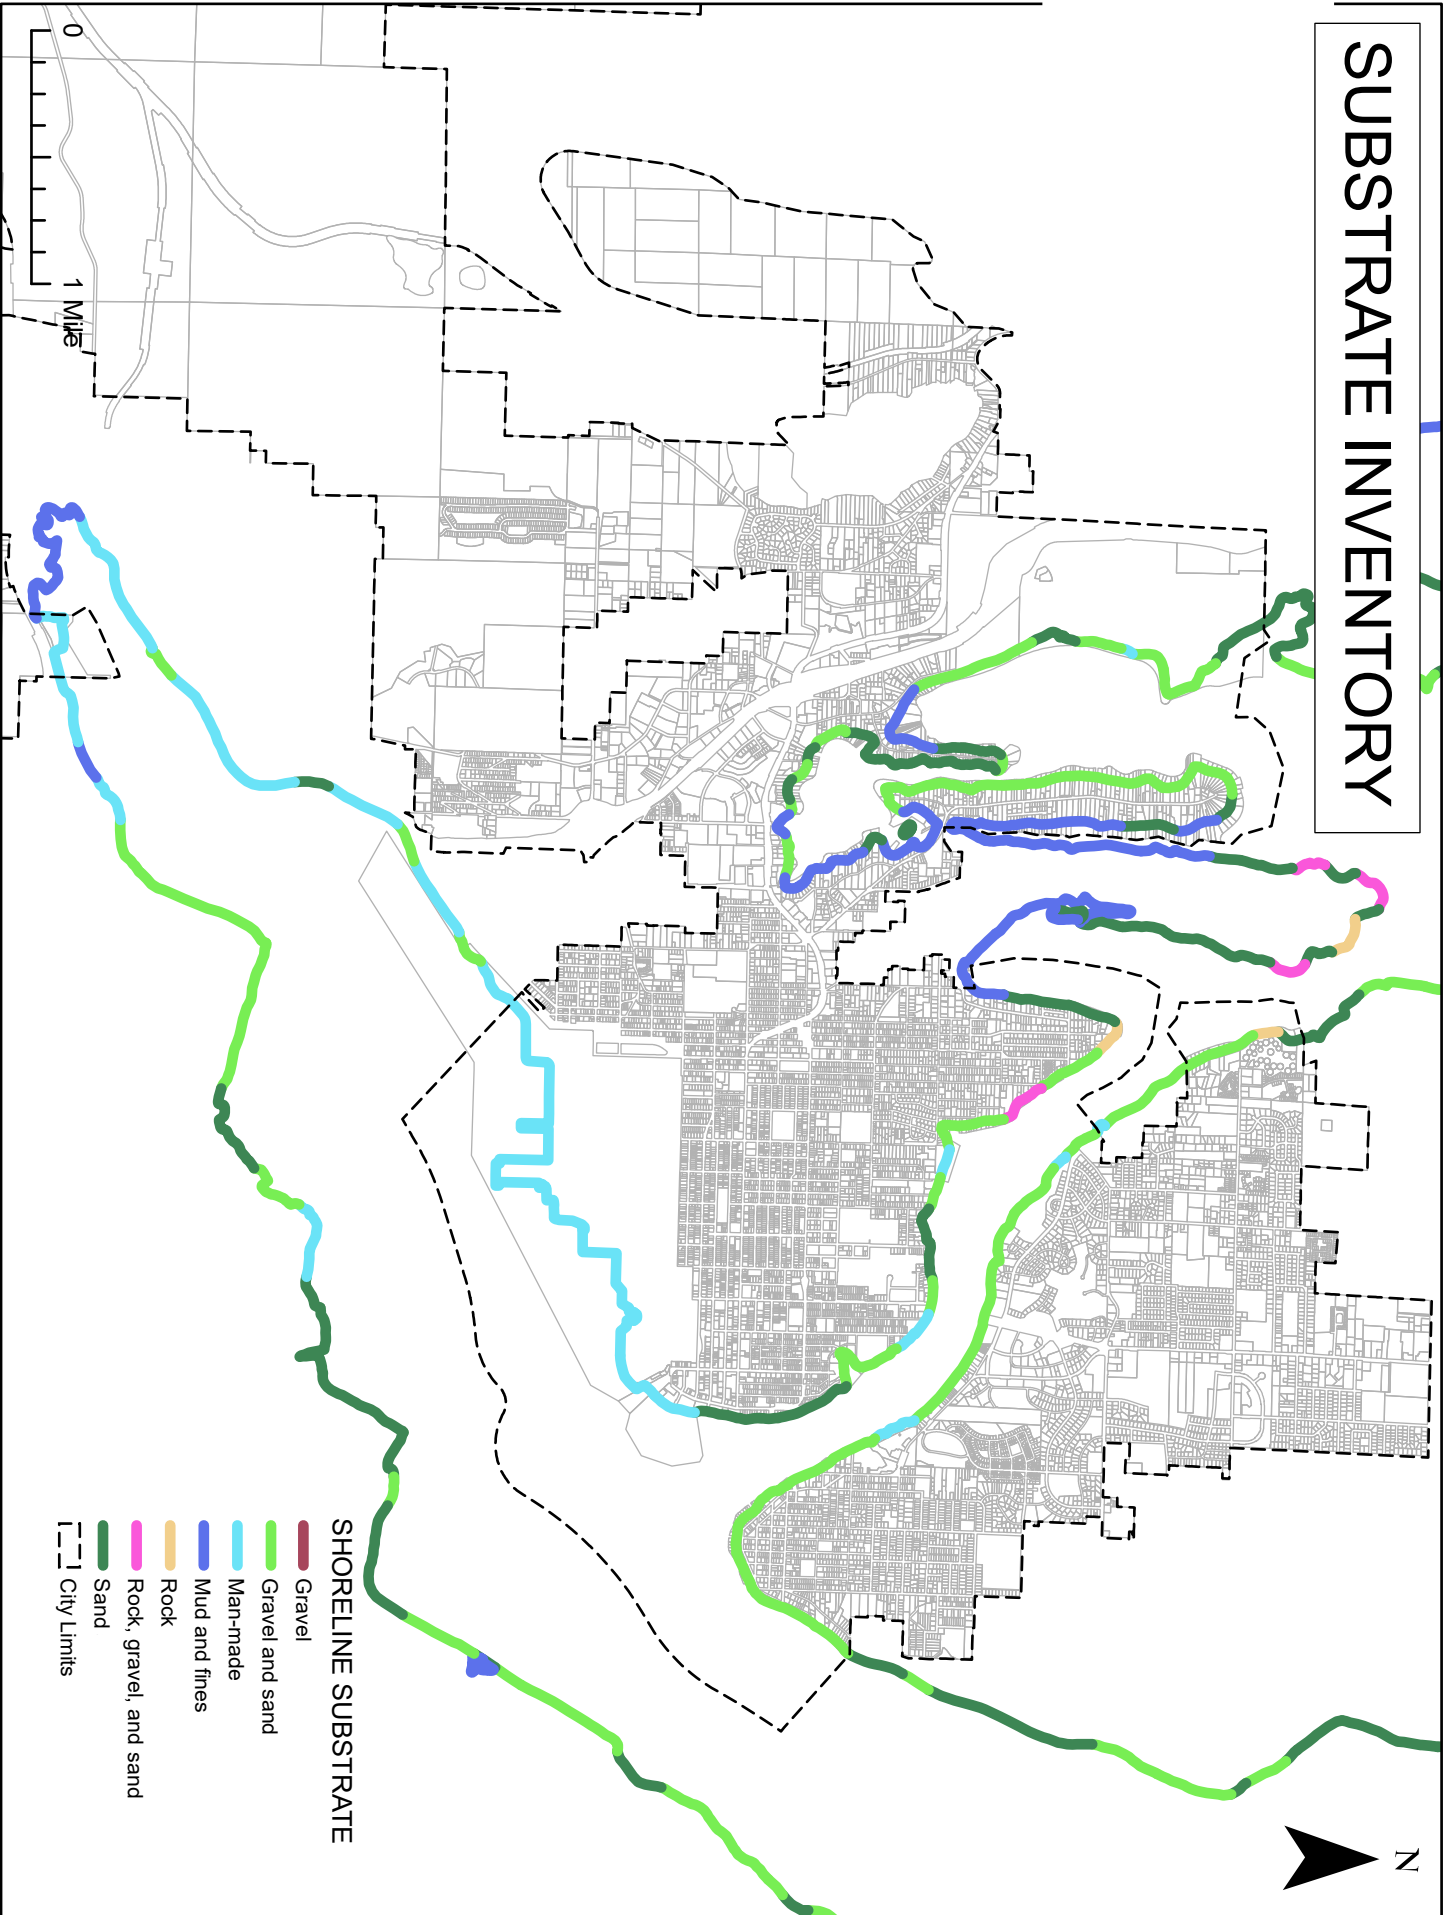 SUBSTRATE INVENTORY
N
0
1 Mile
SHORELINE SUBSTRATE
Gravel
Gravel and sand
Man-made
Mud and fines
Rock
Rock, gravel, and sand
Sand
City Limits